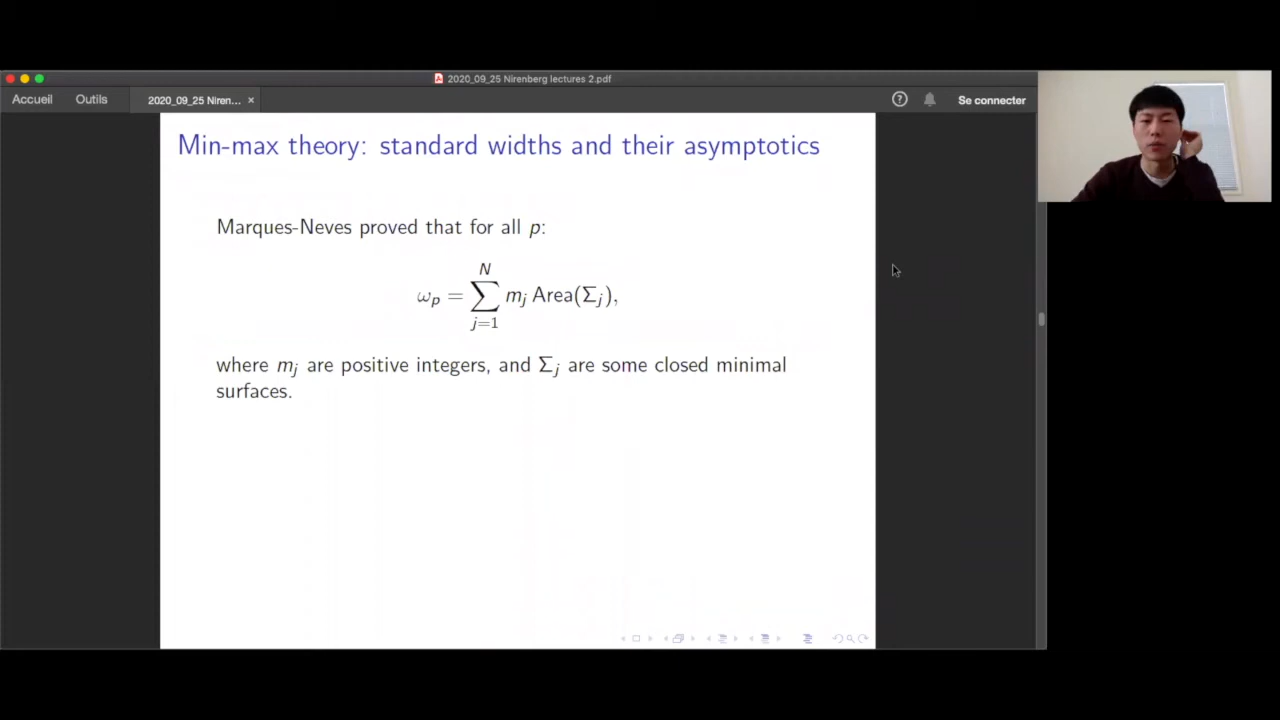 2020_09_25 Nirenberg lectures 2.pdf
Accueil Outils 2020_09_25 Niren... × ? Se connecter
Min-max theory: standard widths and their asymptotics
Marques-Neves proved that for all p:
N
ω_p = ∑ m_j Area(Σ_j),
j=1
where m_j are positive integers, and Σ_j are some closed minimal
surfaces.